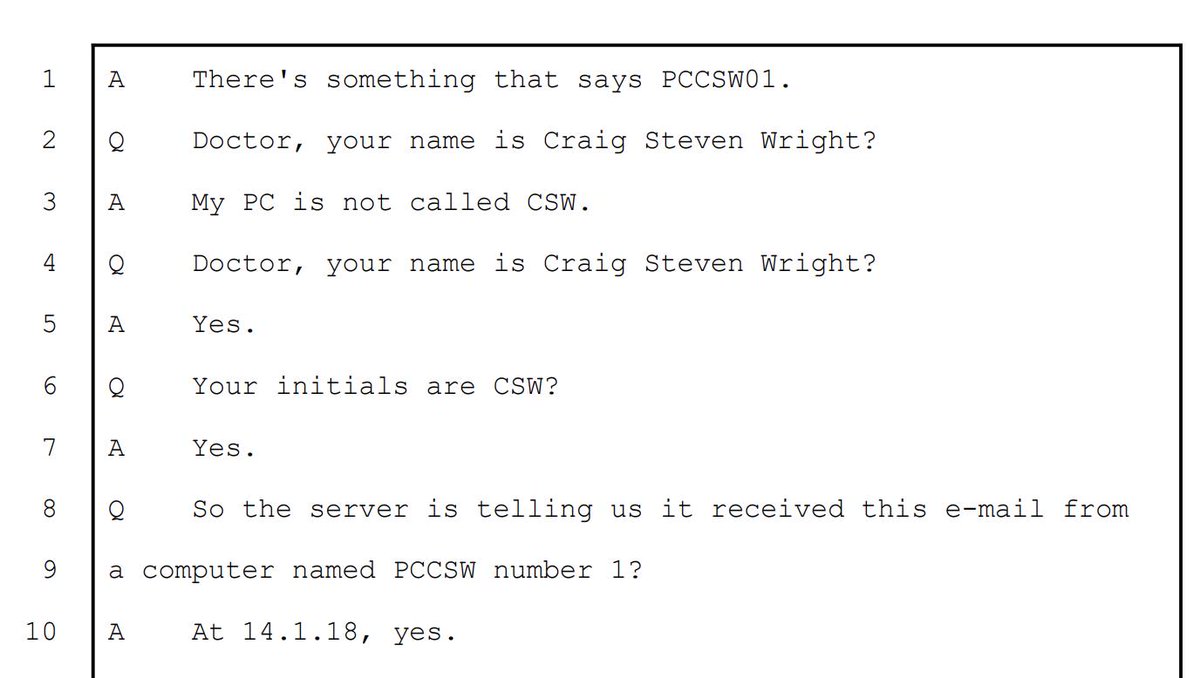 1 A There's something that says PCCSW01.
2 Q Doctor, your name is Craig Steven Wright?
3 A My PC is not called CSW.
4 Q Doctor, your name is Craig Steven Wright?
5 A Yes.
6 Q Your initials are CSW?
7 A Yes.
8 Q So the server is telling us it received this e-mail from
9 a computer named PCCSW number 1?
10 A At 14.1.18, yes.